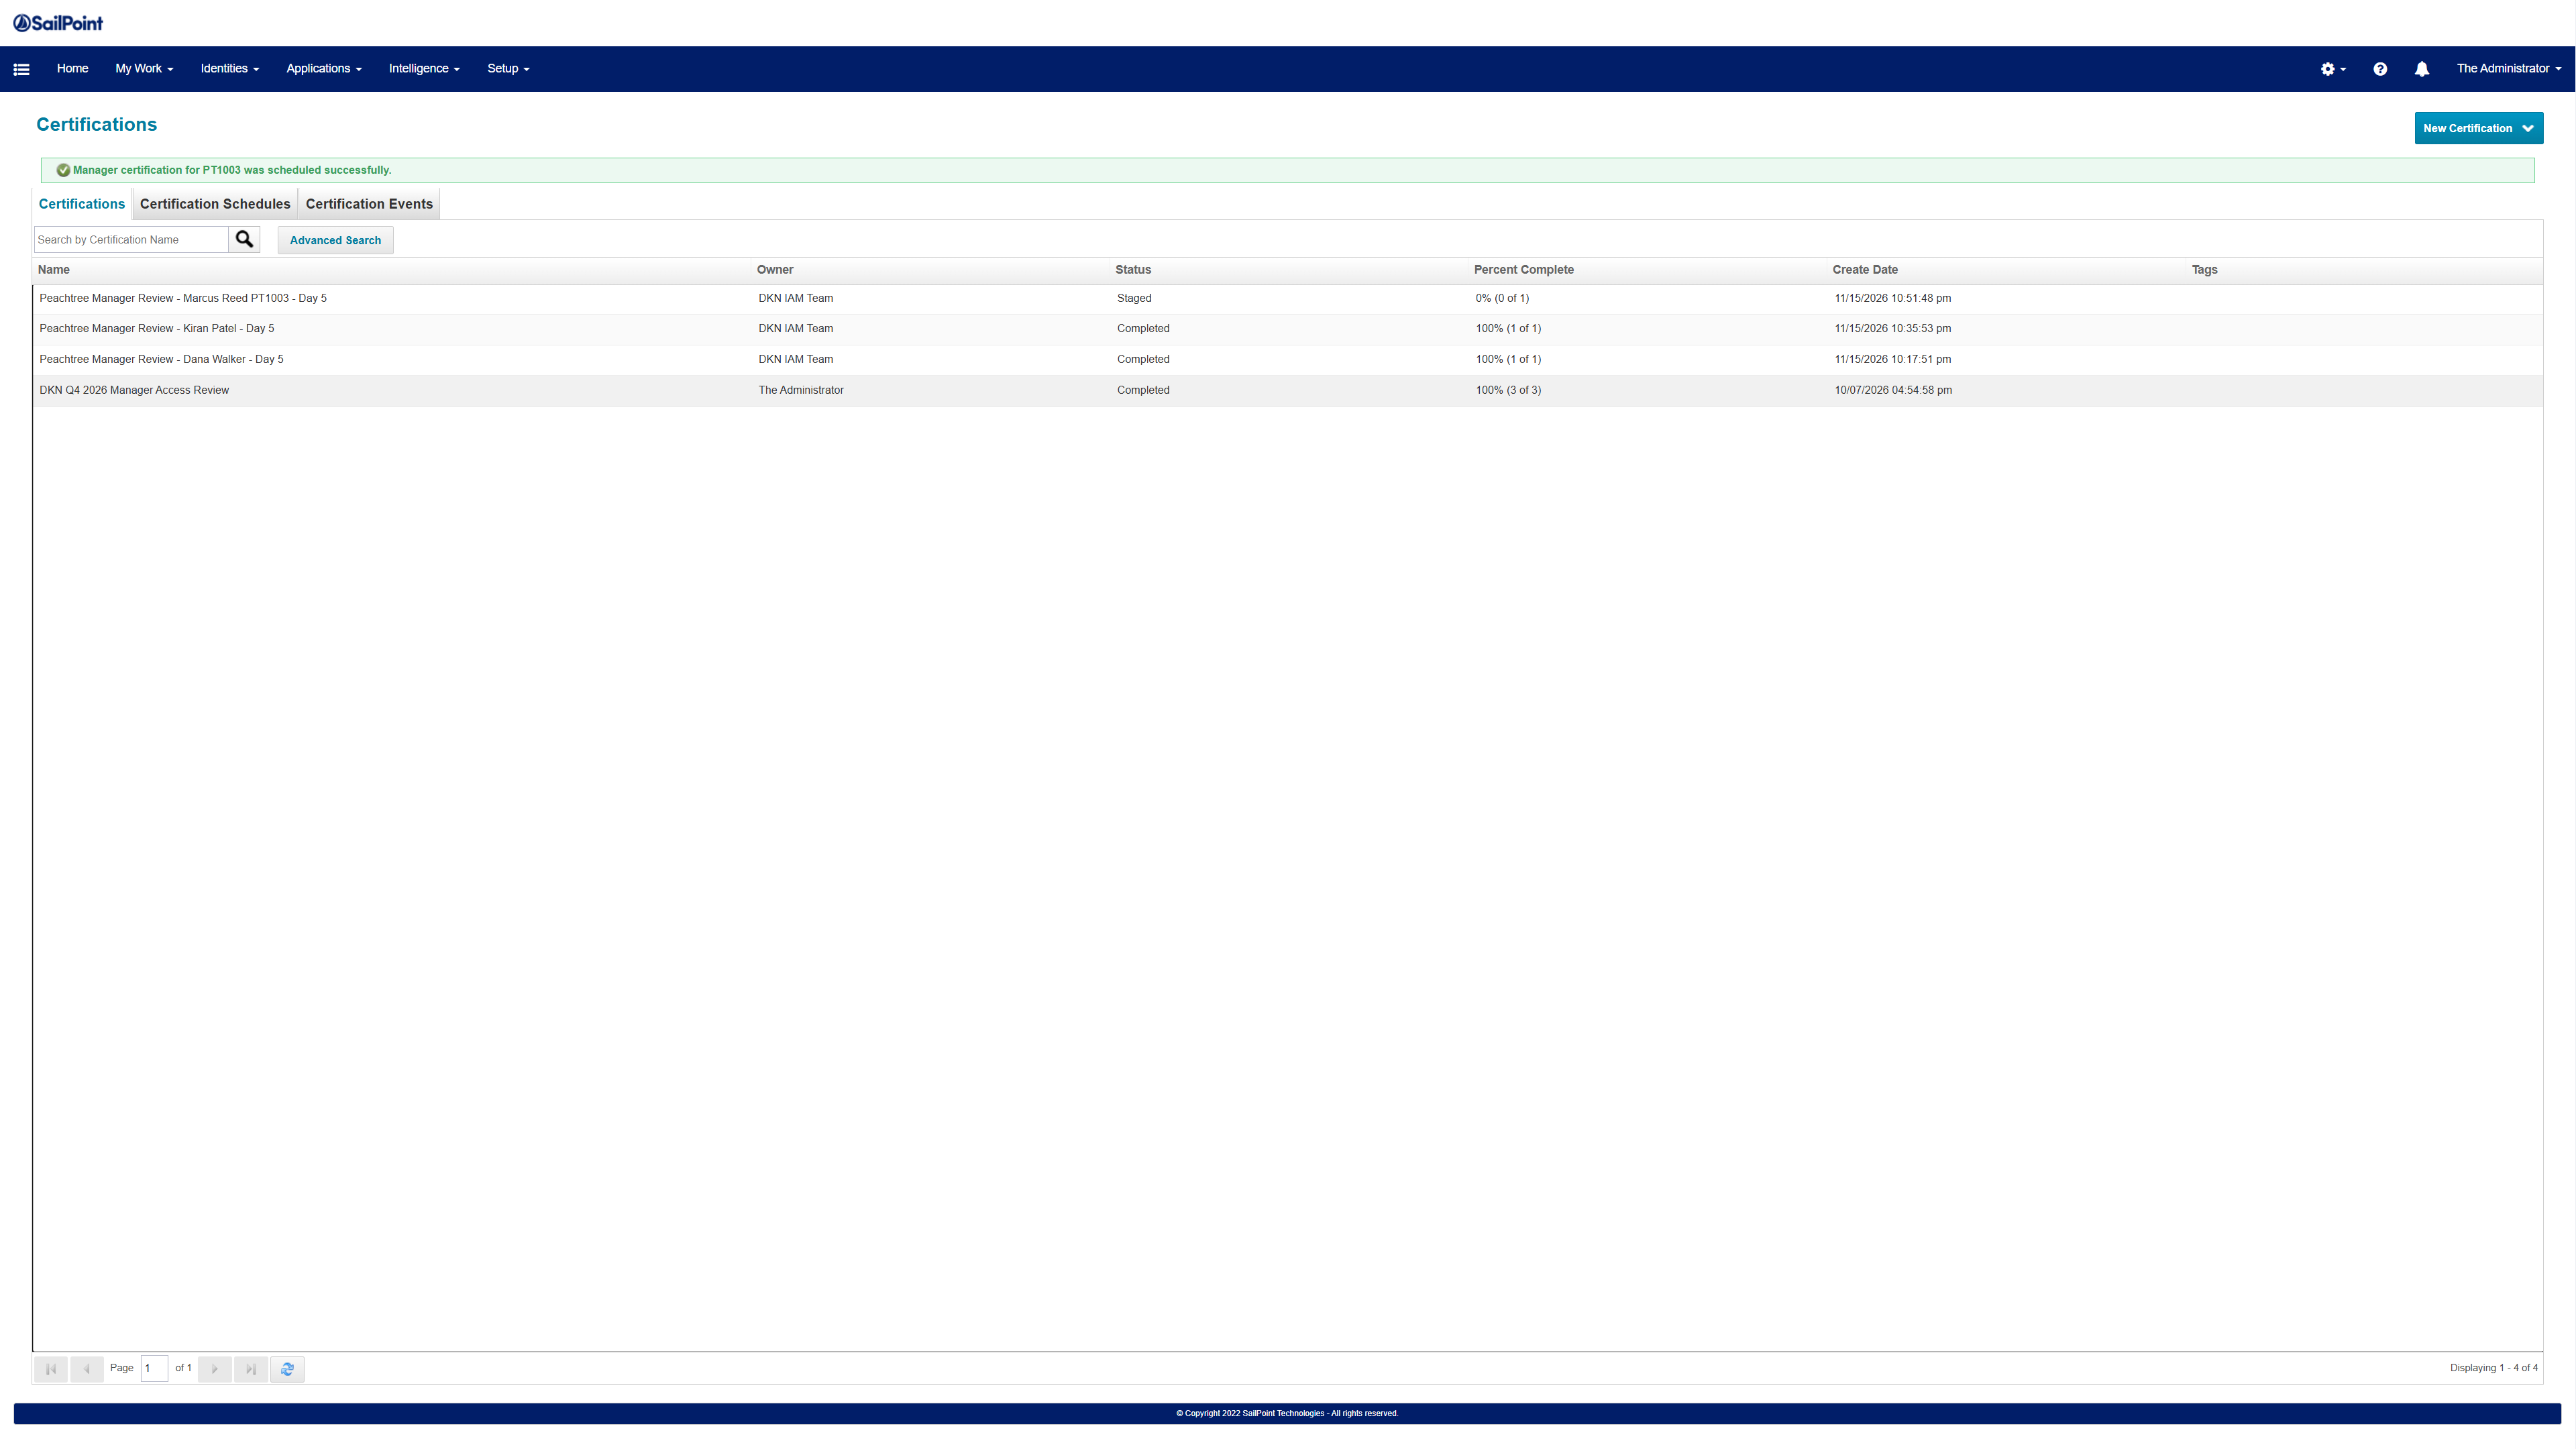 SailPoint
Home My Work Identities Applications Intelligence Setup The Administrator
Certifications
New Certification
Manager certification for PT1003 was scheduled successfully.
Certifications Certification Schedules Certification Events
Search by Certification Name Advanced Search
Name Owner Status Percent Complete Create Date Tags
Peachtree Manager Review - Marcus Reed PT1003 - Day 5 DKN IAM Team Staged 0% (0 of 1) 11/15/2026 10:51:48 pm
Peachtree Manager Review - Kiran Patel - Day 5 DKN IAM Team Completed 100% (1 of 1) 11/15/2026 10:35:53 pm
Peachtree Manager Review - Dana Walker - Day 5 DKN IAM Team Completed 100% (1 of 1) 11/15/2026 10:17:51 pm
DKN Q4 2026 Manager Access Review The Administrator Completed 100% (3 of 3) 10/07/2026 04:54:58 pm
Page 1 of 1 Displaying 1 - 4 of 4
© Copyright 2022 SailPoint Technologies - All rights reserved.